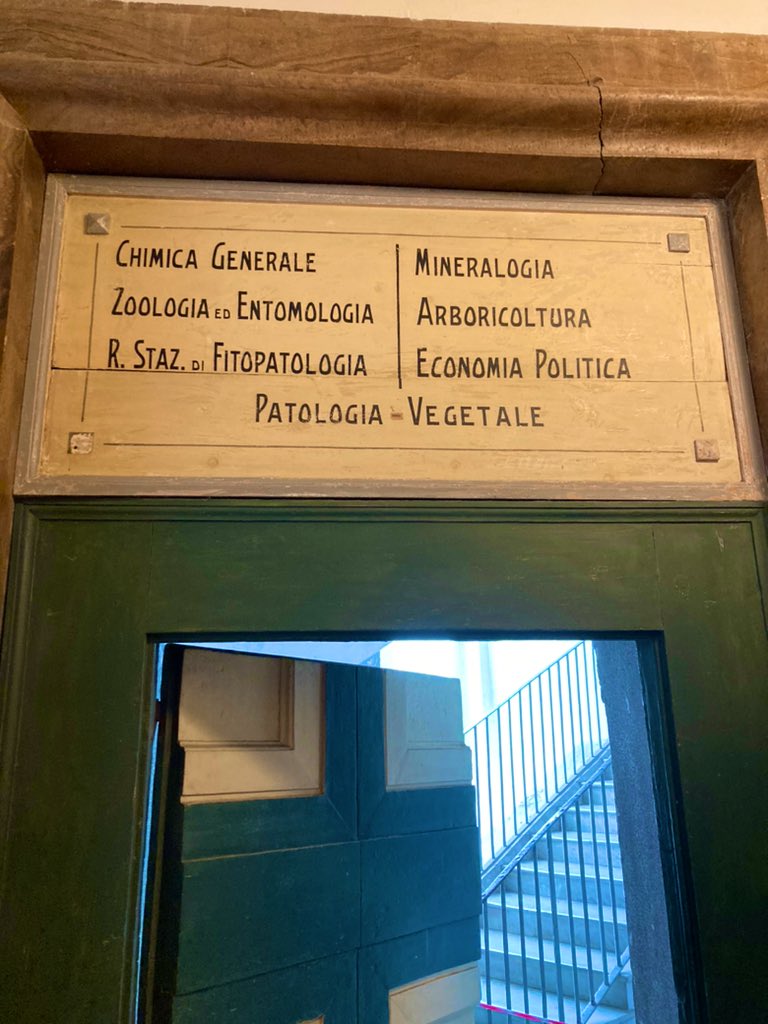 Chimica Generale
Zoologia ed Entomologia
R. Staz. di Fitopatologia
Mineralogia
Arboricoltura
Economia Politica
Patologia - Vegetale